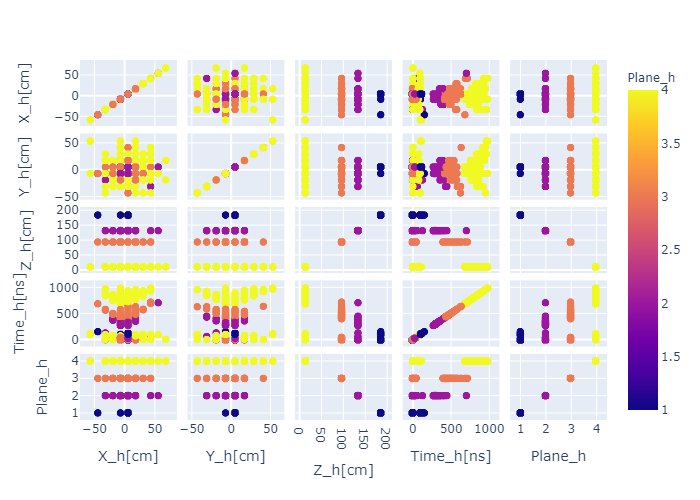 Plane_h
X_h[cm]
50
0
−50
4
3.5
3
2.5
2
1.5
1
Y_h[cm]
50
0
−50
Z_h[cm]
200
150
100
50
0
Time_h[ns]
1000
500
0
Plane_h
4
3
2
1
−50 0 50
−50 0 50
0 50 100 150 200
0 500 1000
1 2 3 4
X_h[cm] Y_h[cm] Z_h[cm] Time_h[ns] Plane_h